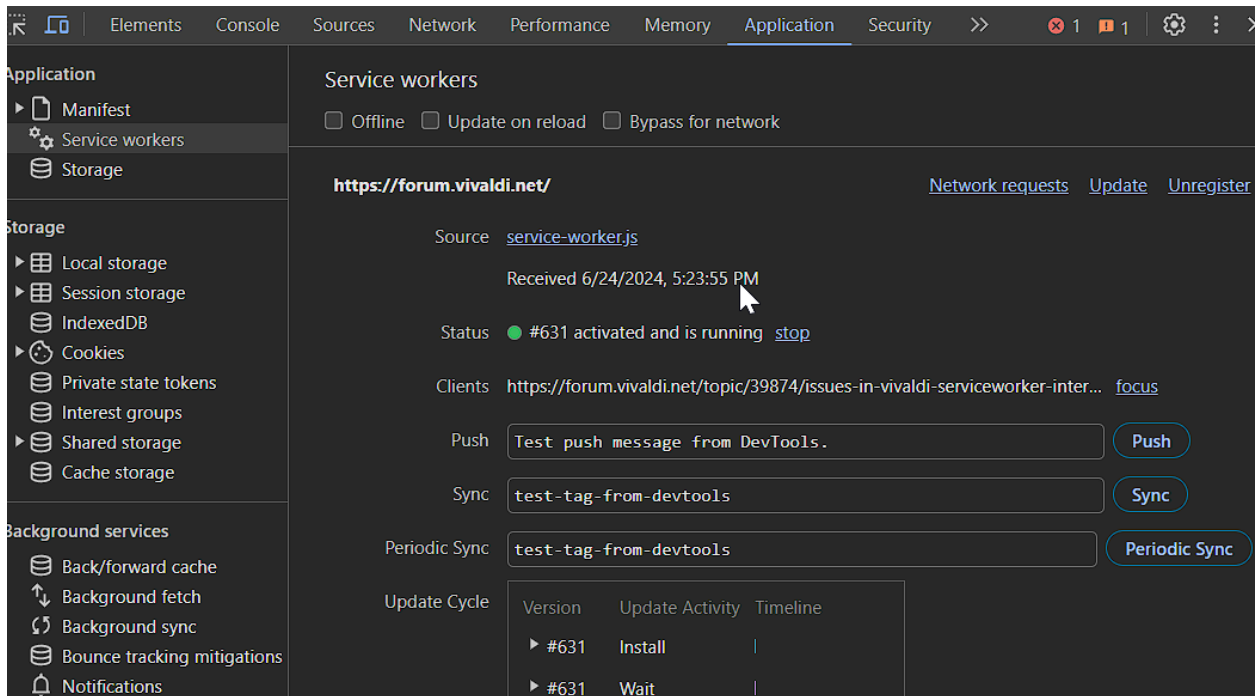 Elements Console Sources Network Performance Memory Application Security >> 1 1
Application
Manifest
Service workers
Storage
Storage
Local storage
Session storage
IndexedDB
Cookies
Private state tokens
Interest groups
Shared storage
Cache storage
Background services
Back/forward cache
Background fetch
Background sync
Bounce tracking mitigations
Notifications
Service workers
Offline Update on reload Bypass for network
https://forum.vivaldi.net/ Network requests Update Unregister
Source service-worker.js
Received 6/24/2024, 5:23:55 PM
Status #631 activated and is running stop
Clients https://forum.vivaldi.net/topic/39874/issues-in-vivaldi-serviceworker-inter... focus
Push Test push message from DevTools. Push
Sync test-tag-from-devtools Sync
Periodic Sync test-tag-from-devtools Periodic Sync
Update Cycle Version Update Activity Timeline
#631 Install
#631 Wait